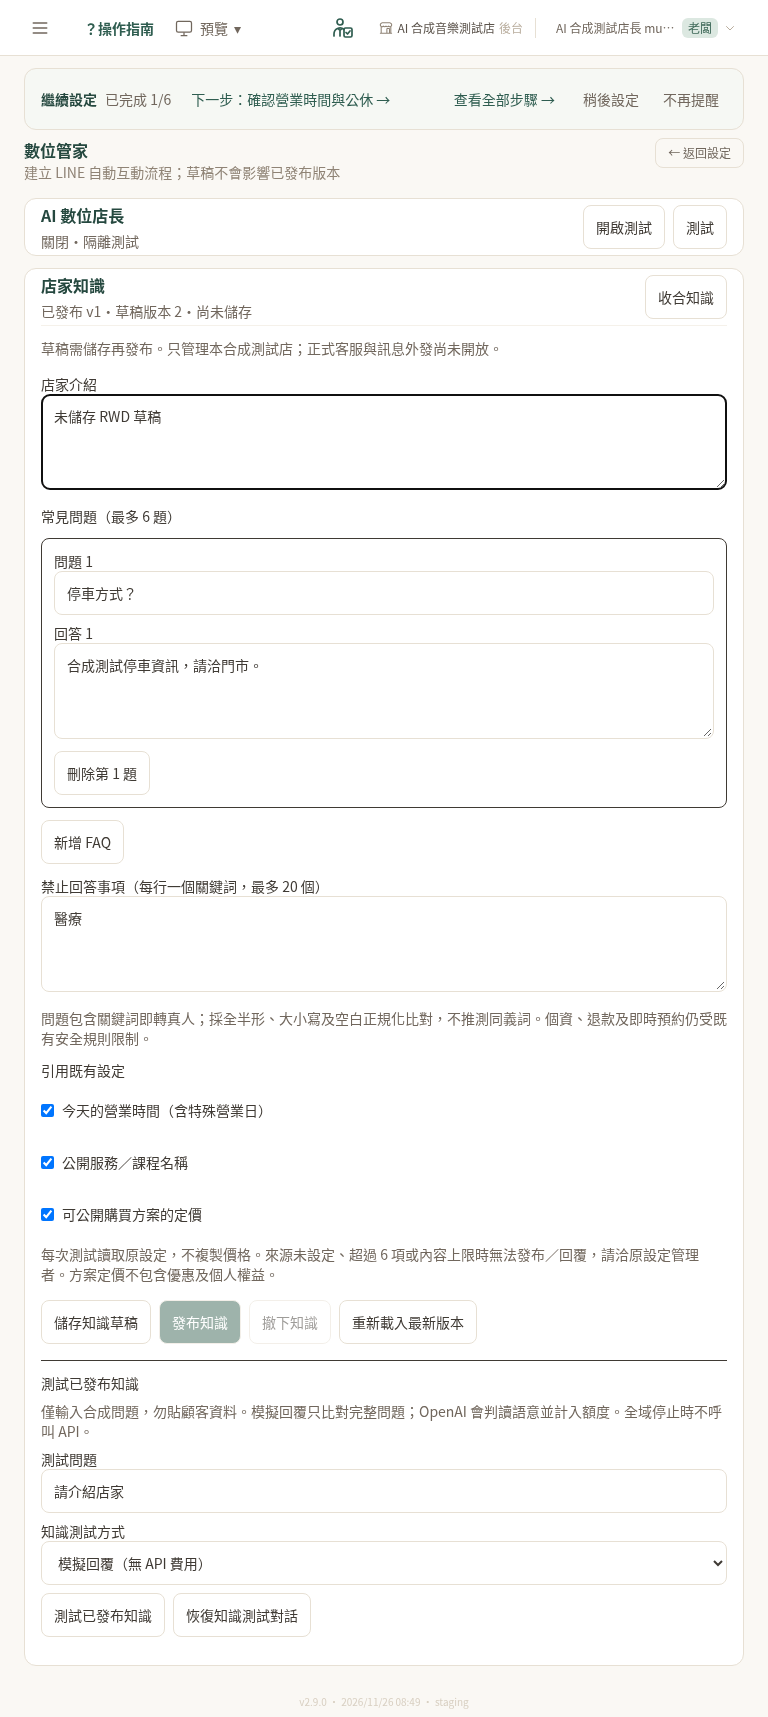 ？操作指南
預覽 ▾
AI 合成音樂測試店 後台
AI 合成測試店長 mu…
老闆
繼續設定 已完成 1/6 下一步：確認營業時間與公休 → 查看全部步驟 → 稍後設定 不再提醒
數位管家
建立 LINE 自動互動流程；草稿不會影響已發布版本
← 返回設定
AI 數位店長
關閉・隔離測試
開啟測試
測試
店家知識
已發布 v1・草稿版本 2・尚未儲存
收合知識
草稿需儲存再發布。只管理本合成測試店；正式客服與訊息外發尚未開放。
店家介紹
未儲存 RWD 草稿
常見問題（最多 6 題）
問題 1
停車方式？
回答 1
合成測試停車資訊，請洽門市。
刪除第 1 題
新增 FAQ
禁止回答事項（每行一個關鍵詞，最多 20 個）
醫療
問題包含關鍵詞即轉真人；採全半形、大小寫及空白正規化比對，不推測同義詞。個資、退款及即時預約仍受既
有安全規則限制。
引用既有設定
今天的營業時間（含特殊營業日）
公開服務／課程名稱
可公開購買方案的定價
每次測試讀取原設定，不複製價格。來源未設定、超過 6 項或內容上限時無法發布／回覆，請洽原設定管理
者。方案定價不包含優惠及個人權益。
儲存知識草稿
發布知識
撤下知識
重新載入最新版本
測試已發布知識
僅輸入合成問題，勿貼顧客資料。模擬回覆只比對完整問題；OpenAI 會判讀語意並計入額度。全域停止時不呼
叫 API。
測試問題
請介紹店家
知識測試方式
模擬回覆（無 API 費用）
測試已發布知識
恢復知識測試對話
v2.9.0 ・ 2026/11/26 08:49 ・ staging